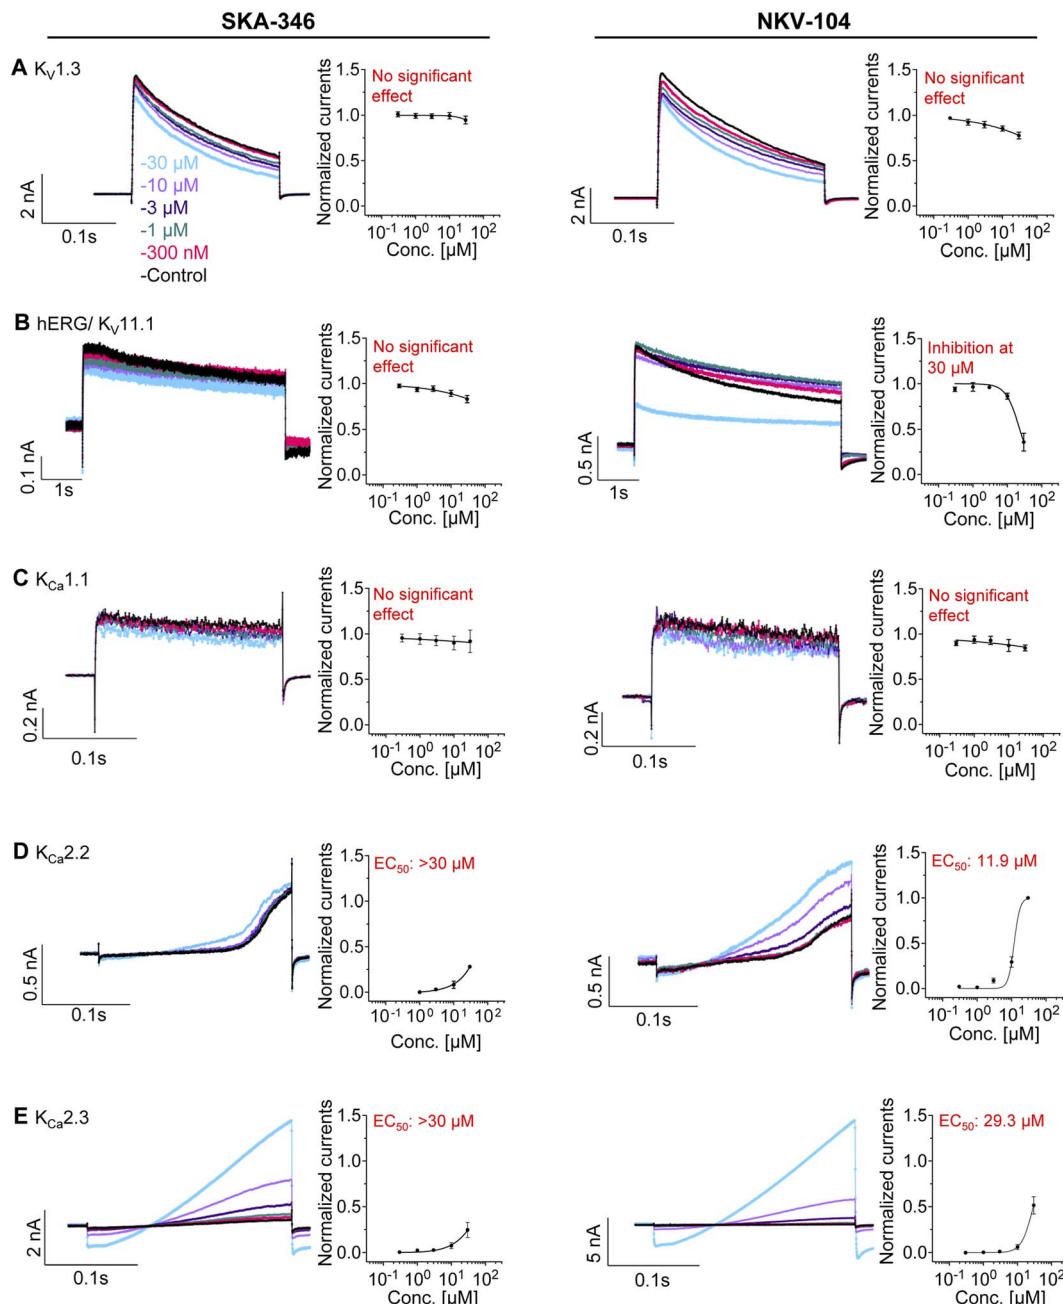 SKA-346
NKV-104
A K_V1.3
-30 µM
-10 µM
-3 µM
-1 µM
-300 nM
-Control
2 nA
0.1s
Normalized currents
1.5
1.0
0.5
0.0
No significant
effect
10⁻¹ 10⁰ 10¹ 10²
Conc. [µM]
2 nA
0.1s
Normalized currents
1.5
1.0
0.5
0.0
No significant
effect
10⁻¹ 10⁰ 10¹ 10²
Conc. [µM]
B hERG/ K_V11.1
0.1 nA
1s
Normalized currents
1.5
1.0
0.5
0.0
No significant
effect
10⁻¹ 10⁰ 10¹ 10²
Conc. [µM]
0.5 nA
1s
Normalized currents
1.5
1.0
0.5
0.0
Inhibition at
30 µM
10⁻¹ 10⁰ 10¹ 10²
Conc. [µM]
C K_Ca1.1
0.2 nA
0.1s
Normalized currents
1.5
1.0
0.5
0.0
No significant
effect
10⁻¹ 10⁰ 10¹ 10²
Conc. [µM]
0.2 nA
0.1s
Normalized currents
1.5
1.0
0.5
0.0
No significant
effect
10⁻¹ 10⁰ 10¹ 10²
Conc. [µM]
D K_Ca2.2
0.5 nA
0.1s
Normalized currents
1.5
1.0
0.5
0.0
EC₅₀: >30 µM
10⁻¹ 10⁰ 10¹ 10²
Conc. [µM]
0.5 nA
0.1s
Normalized currents
1.5
1.0
0.5
0.0
EC₅₀: 11.9 µM
10⁻¹ 10⁰ 10¹ 10²
Conc. [µM]
E K_Ca2.3
2 nA
0.1s
Normalized currents
1.5
1.0
0.5
0.0
EC₅₀: >30 µM
10⁻¹ 10⁰ 10¹ 10²
Conc. [µM]
5 nA
0.1s
Normalized currents
1.5
1.0
0.5
0.0
EC₅₀: 29.3 µM
10⁻¹ 10⁰ 10¹ 10²
Conc. [µM]